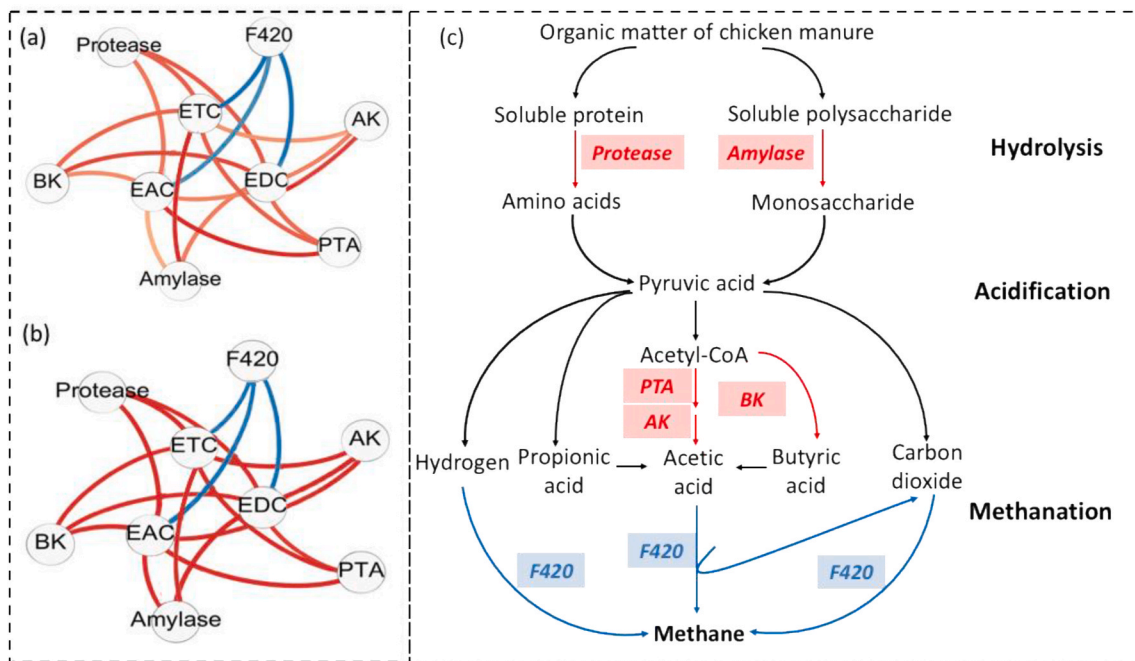 (a)
Protease
F420
ETC
AK
BK
EAC
EDC
PTA
Amylase
(b)
F420
Protease
ETC
AK
EDC
BK
EAC
PTA
Amylase
(c)
Organic matter of chicken manure
Soluble protein
Soluble polysaccharide
Protease
Amylase
Hydrolysis
Amino acids
Monosaccharide
Pyruvic acid
Acidification
Acetyl-CoA
PTA
BK
AK
Hydrogen
Propionic
acid
Acetic
acid
Butyric
acid
Carbon
dioxide
Methanation
F420
F420
F420
Methane